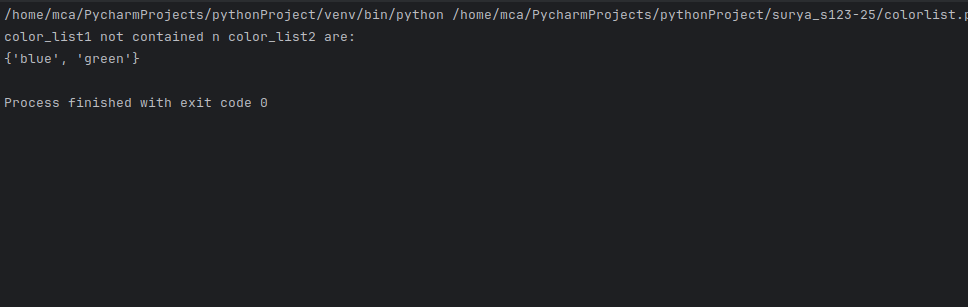 /home/mca/PycharmProjects/pythonProject/venv/bin/python /home/mca/PycharmProjects/pythonProject/surya_s123-25/colorlist.p
color_list1 not contained n color_list2 are:
{'blue', 'green'}
Process finished with exit code 0